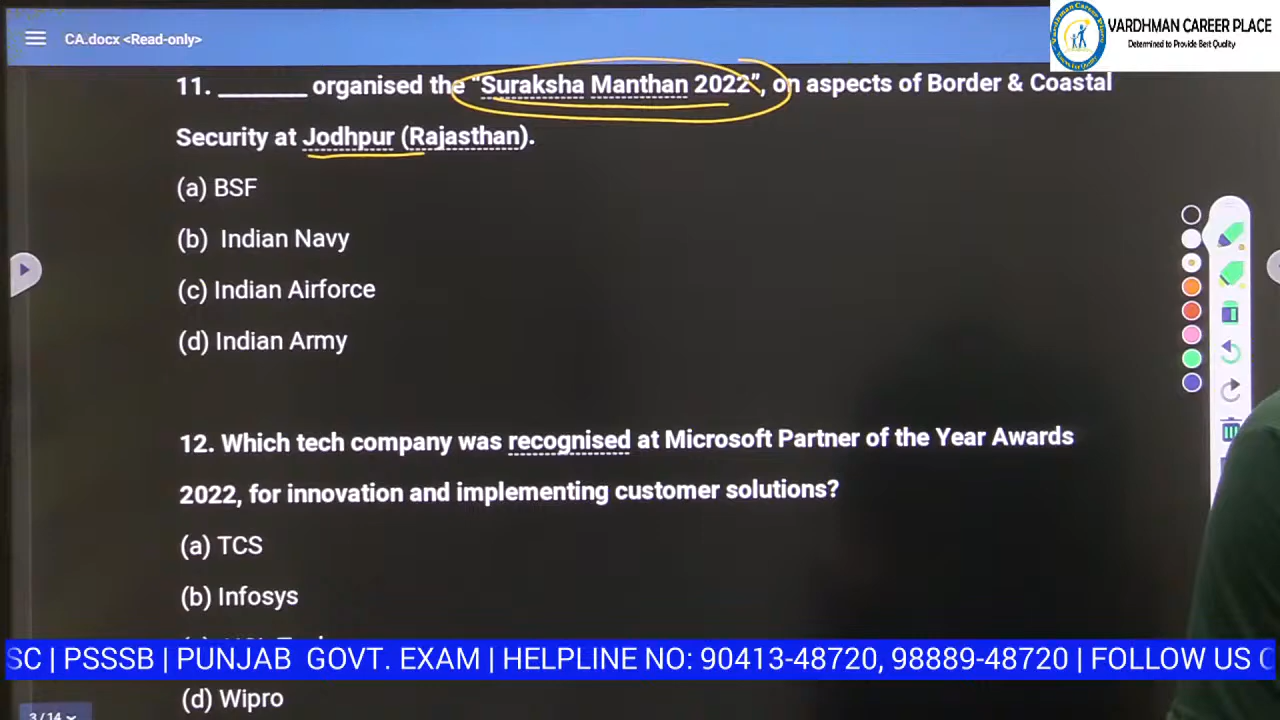 CA.docx <Read-only>
VARDHMAN CAREER PLACE
Determined to Provide Bert Quality
11. _______ organised the “Suraksha Manthan 2022”, on aspects of Border & Coastal
Security at Jodhpur (Rajasthan).
(a) BSF
(b) Indian Navy
(c) Indian Airforce
(d) Indian Army
12. Which tech company was recognised at Microsoft Partner of the Year Awards
2022, for innovation and implementing customer solutions?
(a) TCS
(b) Infosys
SC | PSSSB | PUNJAB GOVT. EXAM | HELPLINE NO: 90413-48720, 98889-48720 | FOLLOW US
(d) Wipro
3/14